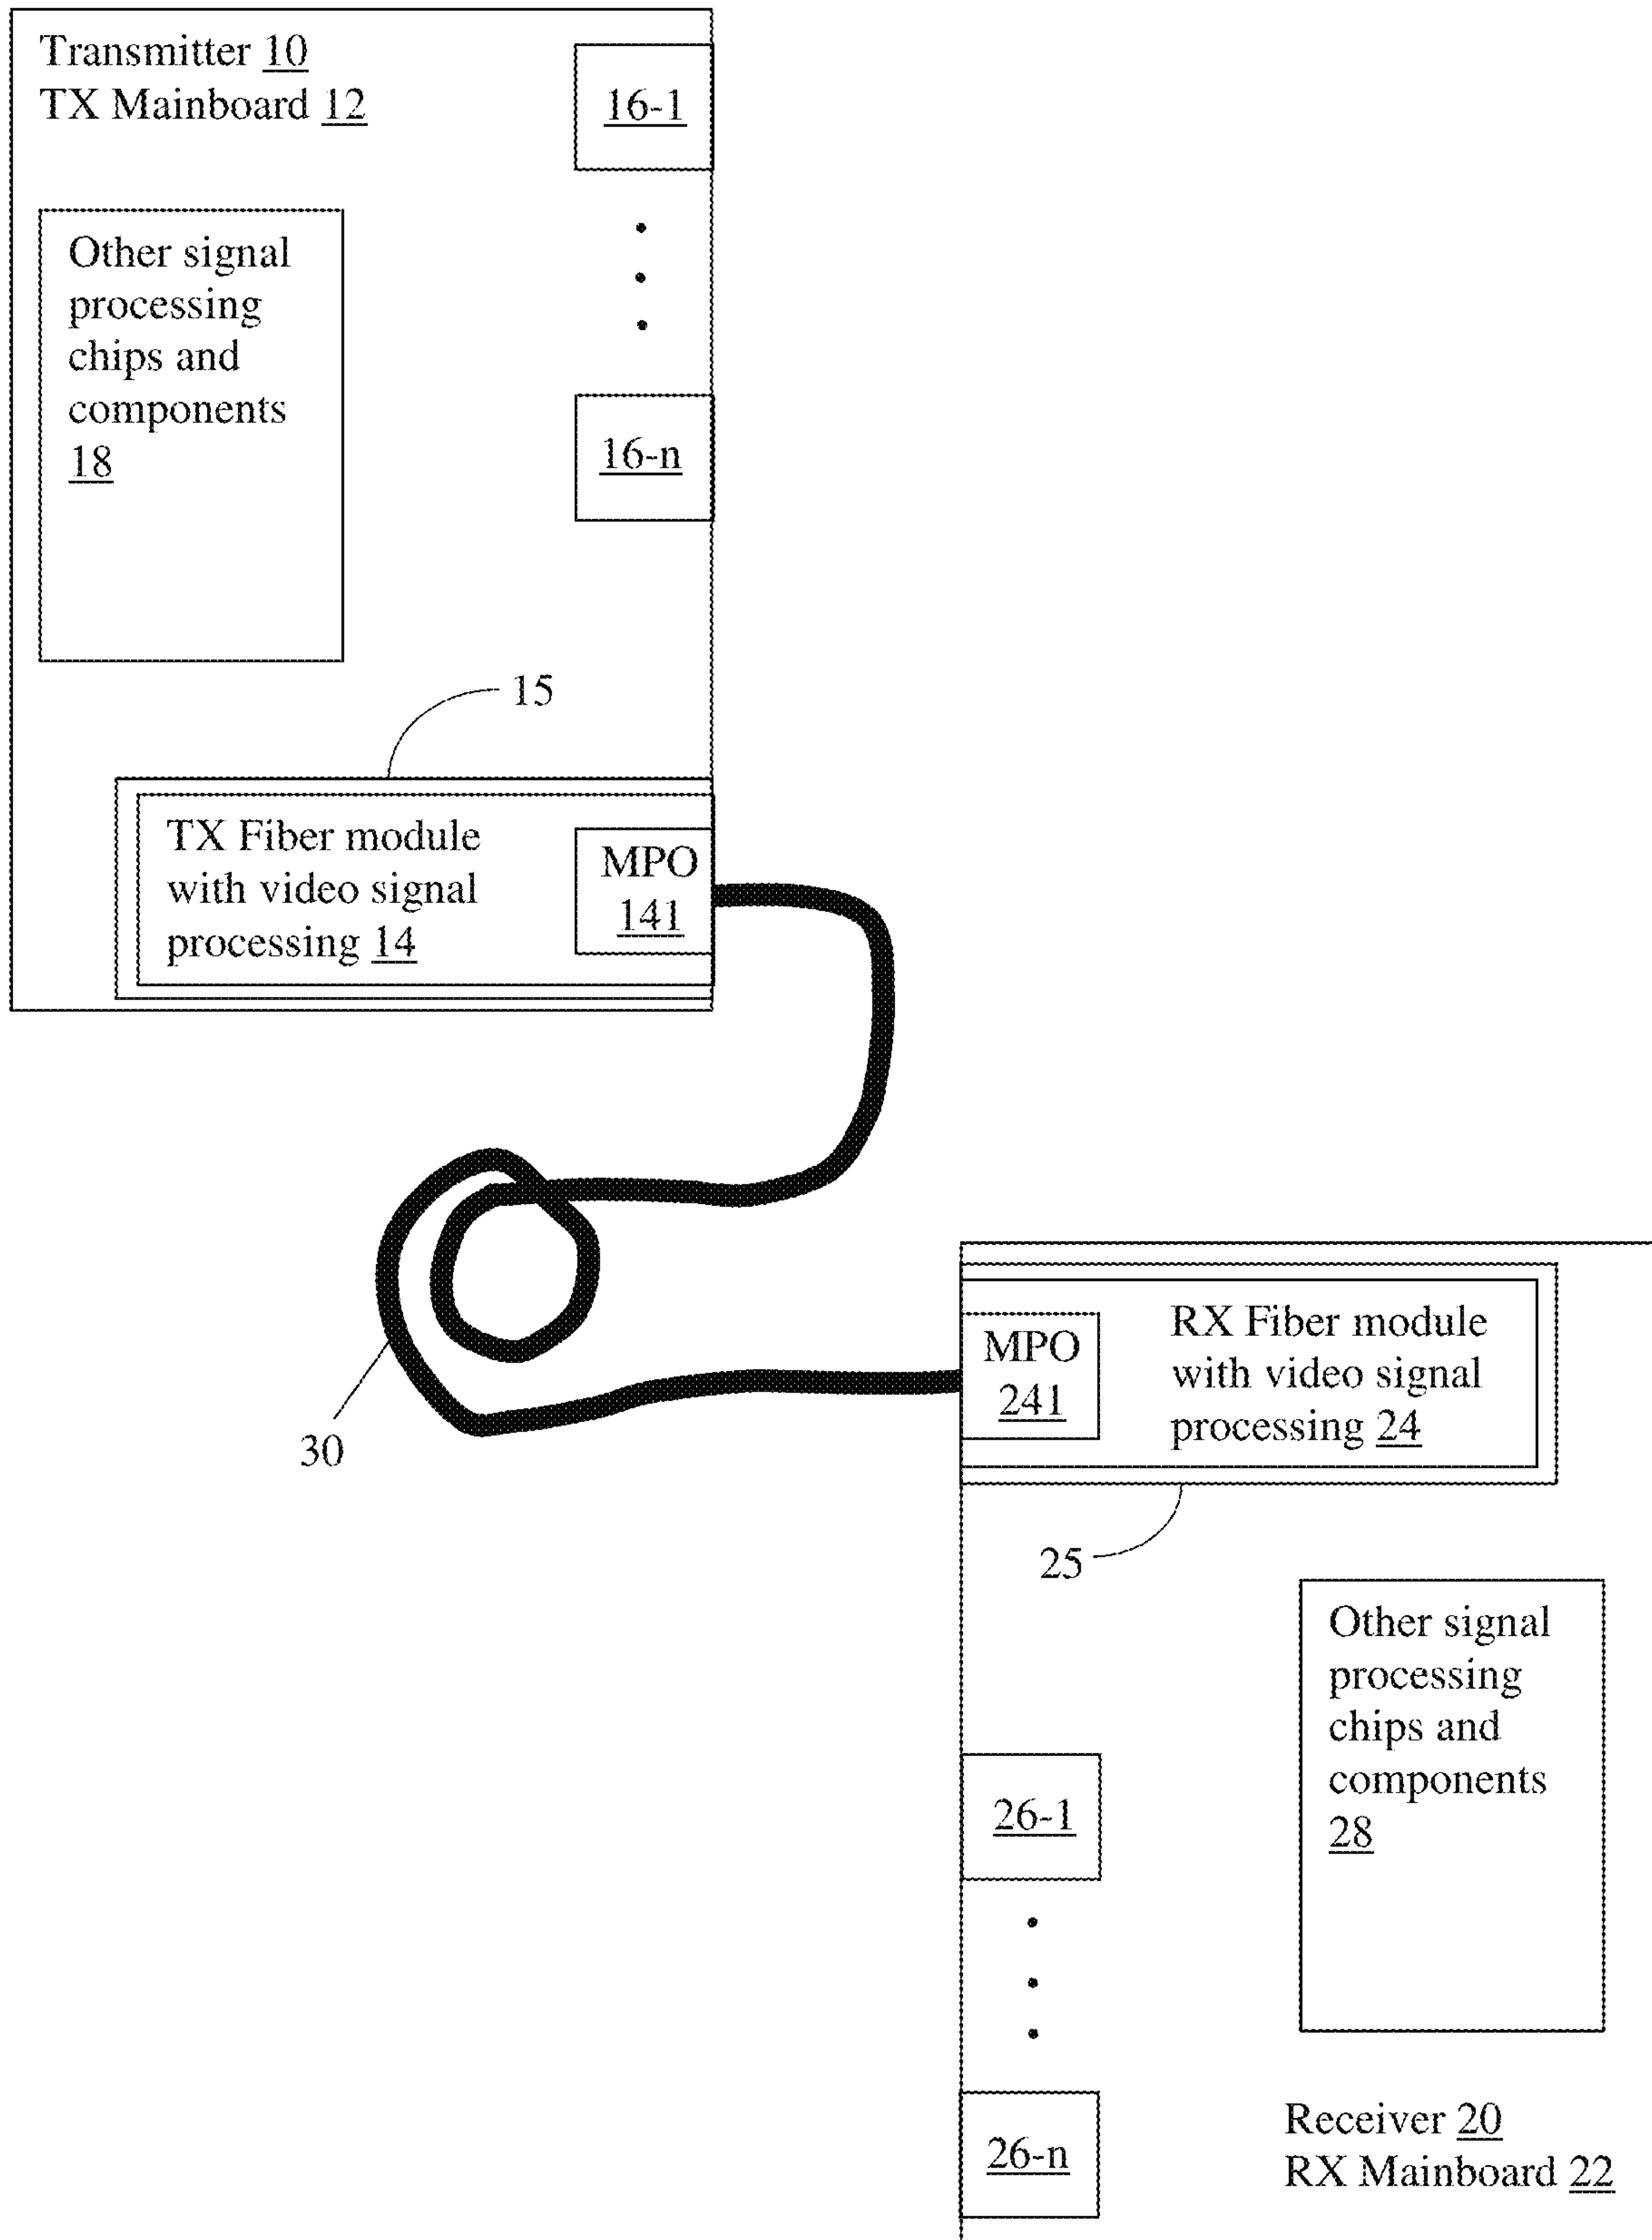 Transmitter 10
TX Mainboard 12
16-1
Other signal
processing
chips and
components
18
16-n
15
TX Fiber module
with video signal
processing 14
MPO
141
30
MPO
241
RX Fiber module
with video signal
processing 24
25
Other signal
processing
chips and
components
28
26-1
26-n
Receiver 20
RX Mainboard 22